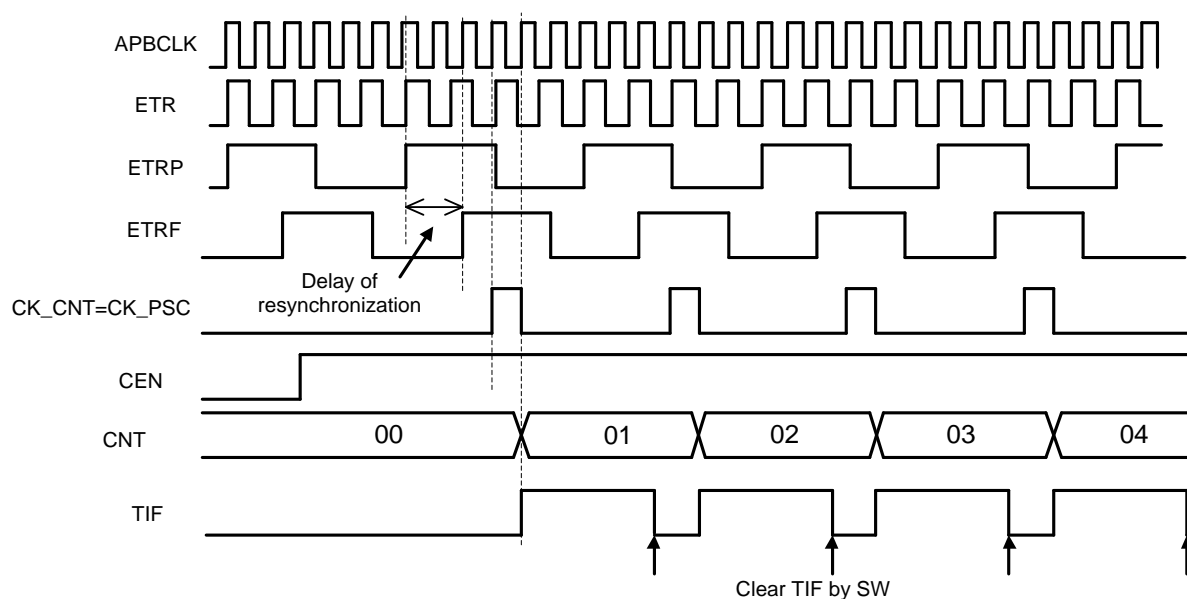 APBCLK
ETR
ETRP
ETRF
Delay of
resynchronization
CK_CNT=CK_PSC
CEN
CNT
00
01
02
03
04
TIF
Clear TIF by SW